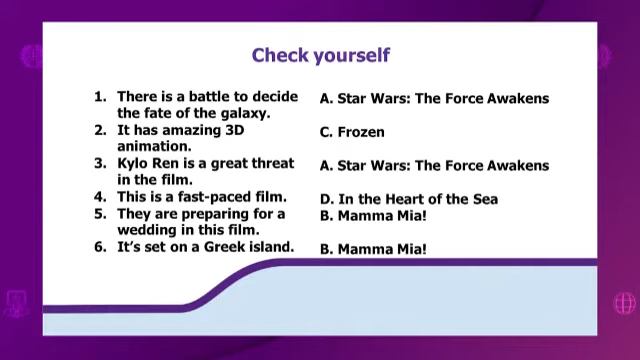 Check yourself
1. There is a battle to decide
the fate of the galaxy.
A. Star Wars: The Force Awakens
2. It has amazing 3D
animation.
C. Frozen
3. Kylo Ren is a great threat
in the film.
A. Star Wars: The Force Awakens
4. This is a fast-paced film.
D. In the Heart of the Sea
5. They are preparing for a
wedding in this film.
B. Mamma Mia!
6. It's set on a Greek island.
B. Mamma Mia!